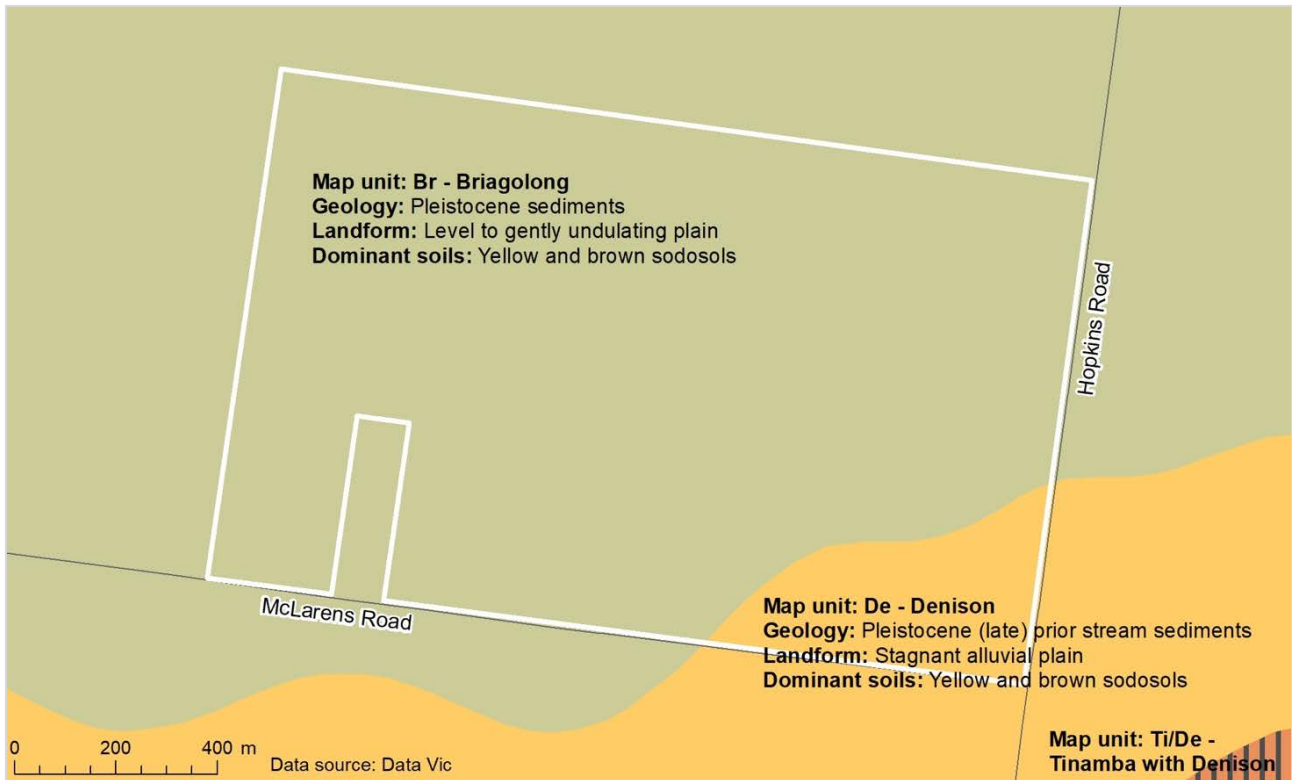 Map unit: Br - Briagolong
Geology: Pleistocene sediments
Landform: Level to gently undulating plain
Dominant soils: Yellow and brown sodosols
Hopkins Road
McLarens Road
Map unit: De - Denison
Geology: Pleistocene (late) prior stream sediments
Landform: Stagnant alluvial plain
Dominant soils: Yellow and brown sodosols
Map unit: Ti/De -
Tinamba with Denison
0 200 400 m
Data source: Data Vic